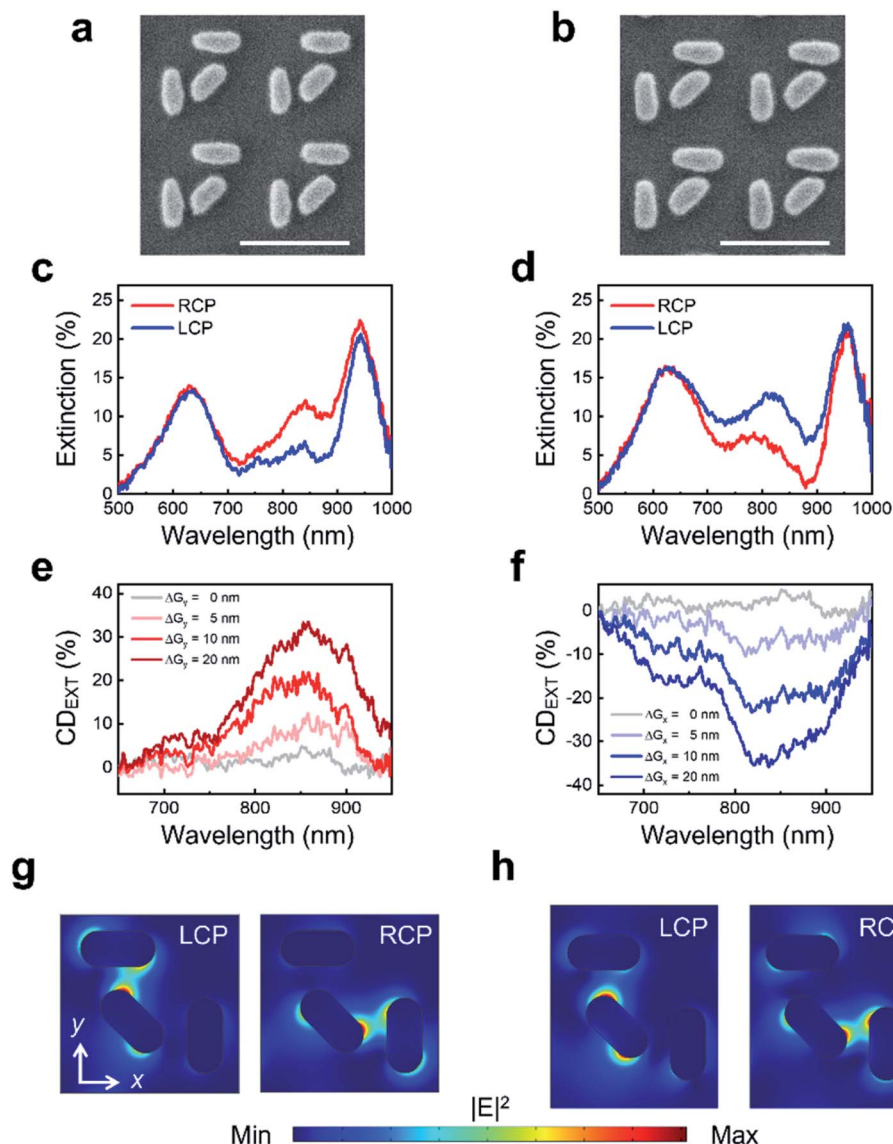 a
b
c
d
25
20
15
10
5
0
Extinction (%)
RCP
LCP
500 600 700 800 900 1000
Wavelength (nm)
25
20
15
10
5
0
Extinction (%)
RCP
LCP
500 600 700 800 900 1000
Wavelength (nm)
e
f
40
30
20
10
0
CD_EXT (%)
ΔG_y = 0 nm
ΔG_y = 5 nm
ΔG_y = 10 nm
ΔG_y = 20 nm
700 800 900
Wavelength (nm)
0
-10
-20
-30
-40
CD_EXT (%)
ΔG_x = 0 nm
ΔG_x = 5 nm
ΔG_x = 10 nm
ΔG_x = 20 nm
700 800 900
Wavelength (nm)
g
h
LCP
RCP
LCP
RC
y
x
|E|²
Min
Max